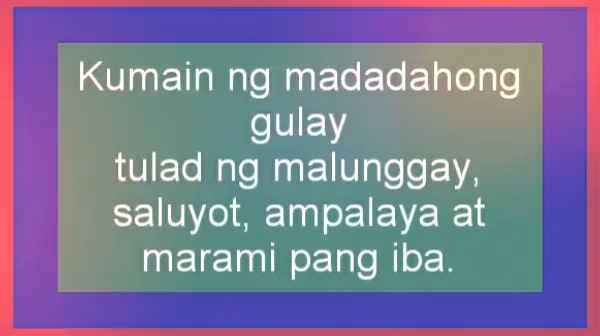 Kumain ng madadahong
gulay
tulad ng malunggay,
saluyot, ampalaya at
marami pang iba.